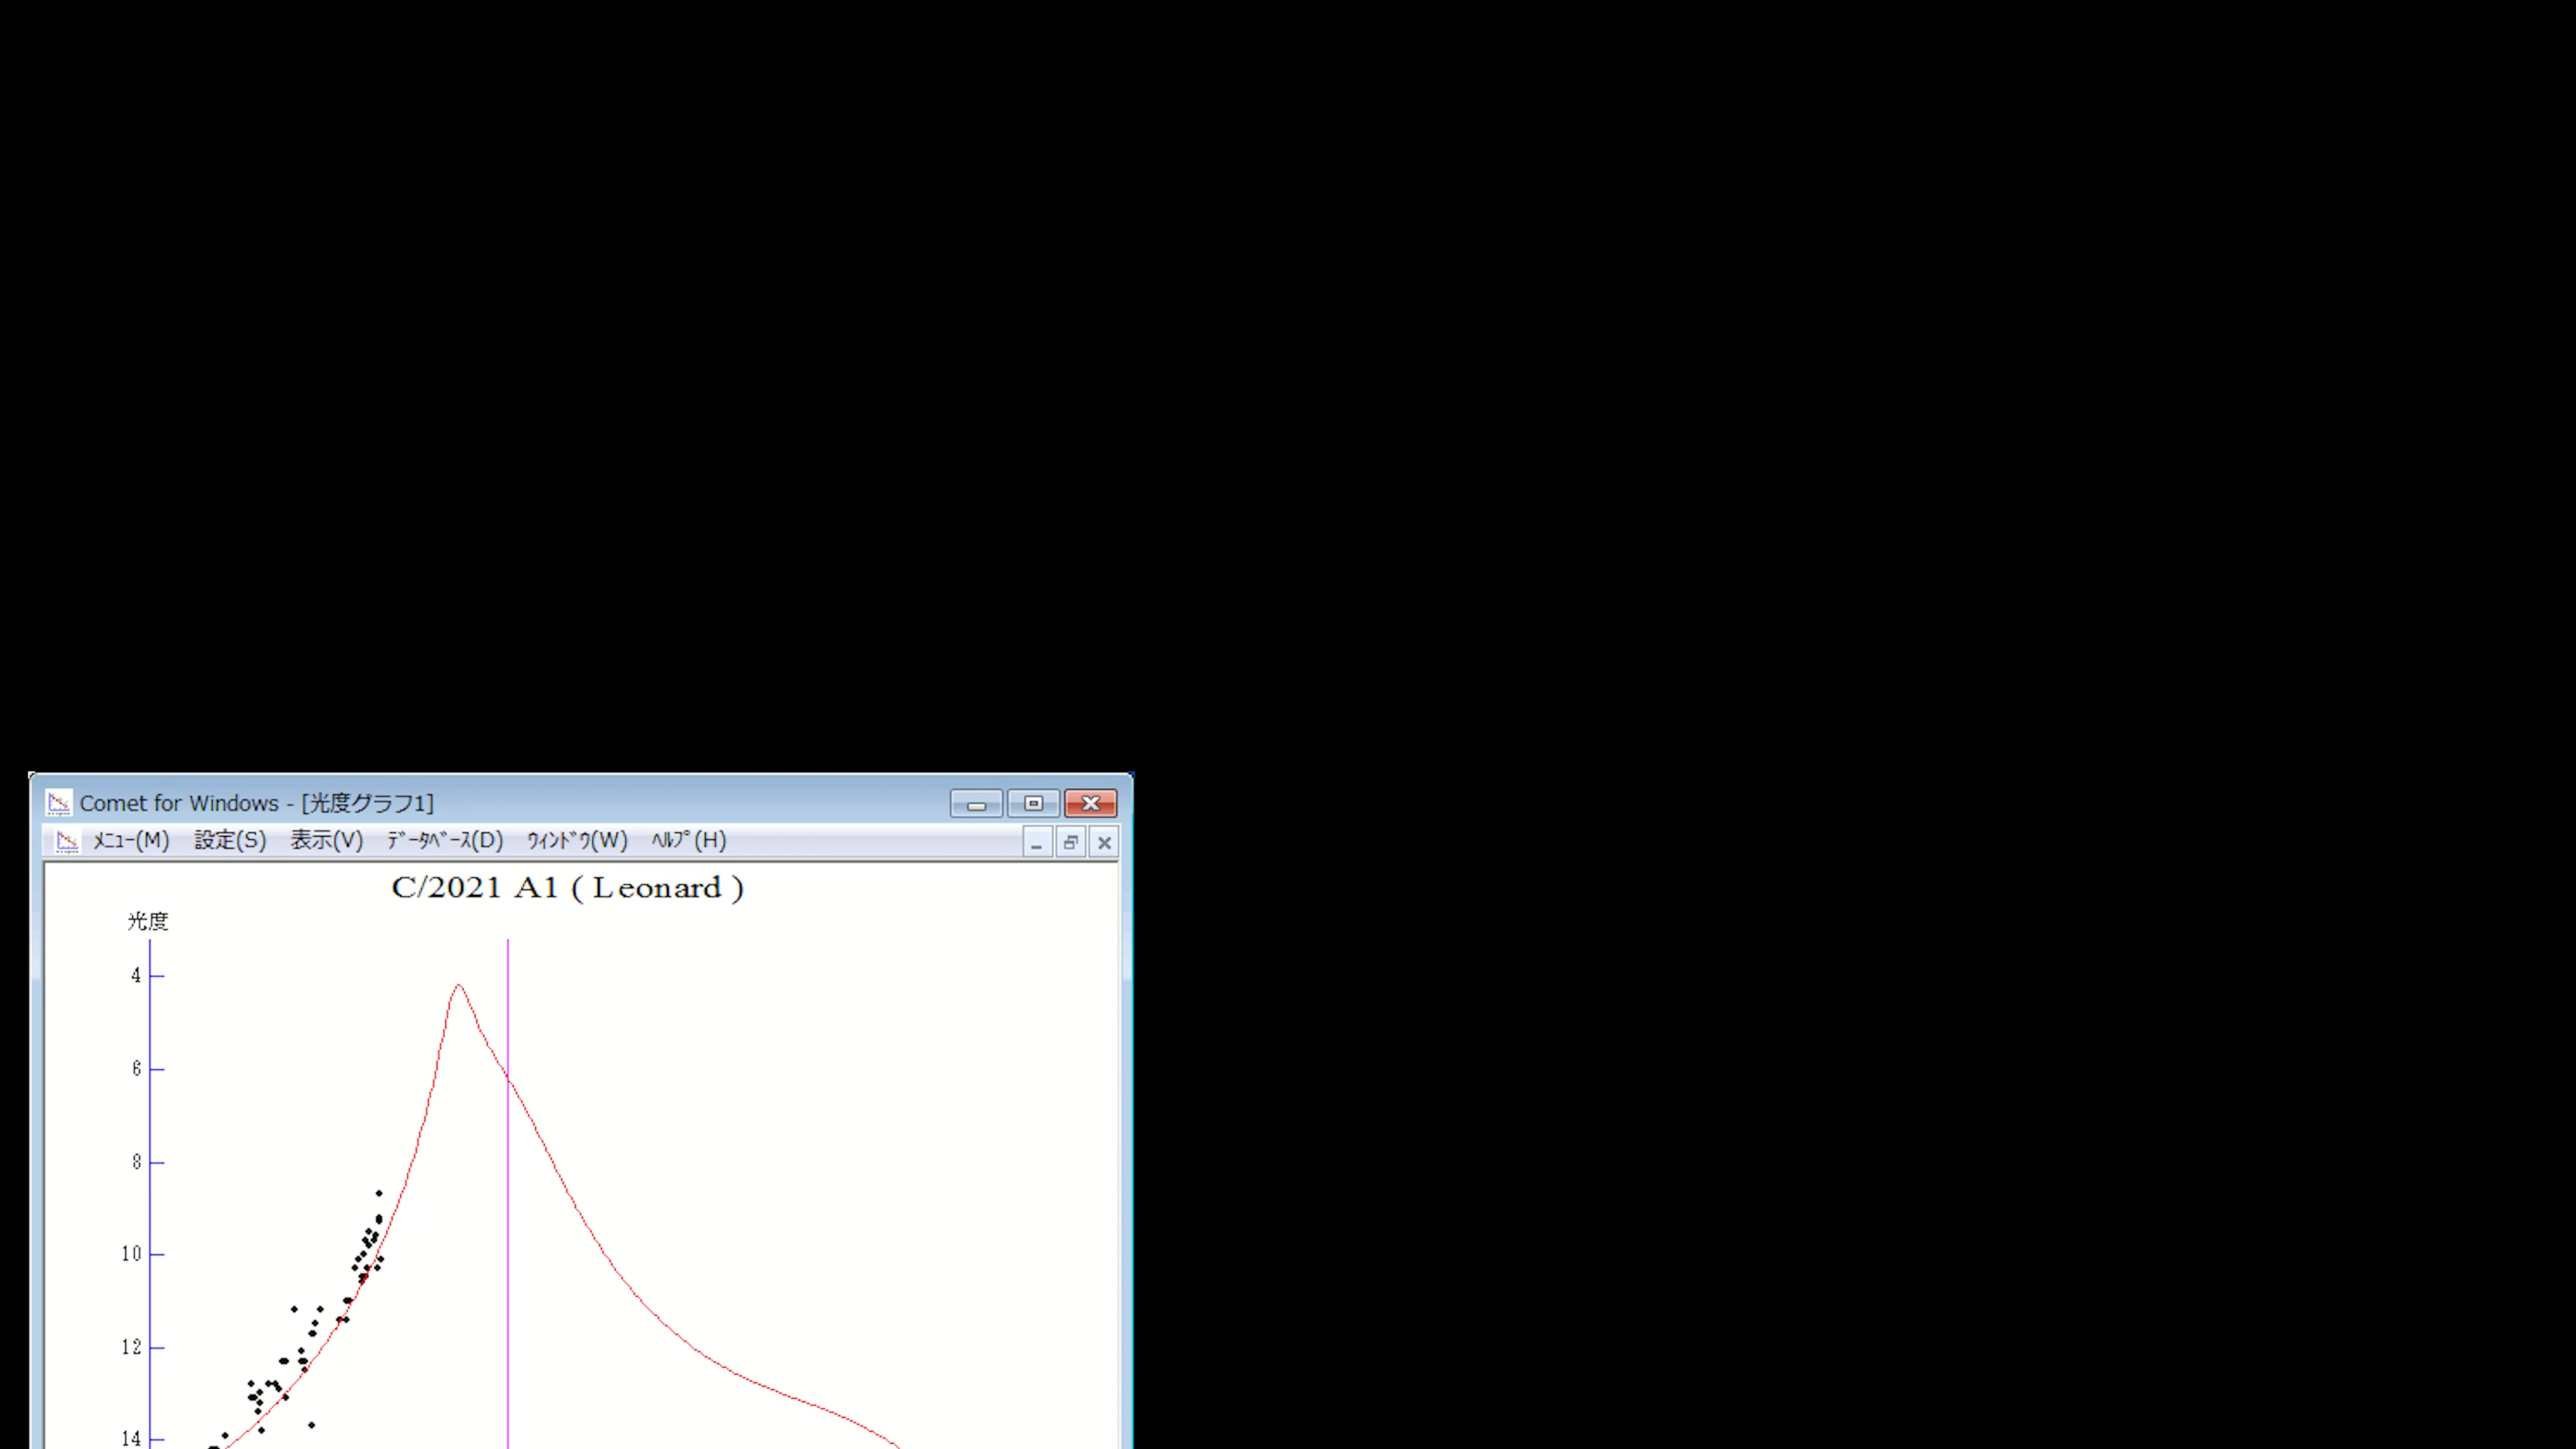 Comet for Windows - [光度グラフ1]
ﾒﾆｭｰ(M) 設定(S) 表示(V) ﾃﾞｰﾀﾍﾞｰｽ(D) ｳｨﾝﾄﾞｳ(W) ﾍﾙﾌﾟ(H)
C/2021 A1 ( Leonard )
光度
4
6
8
10
12
14